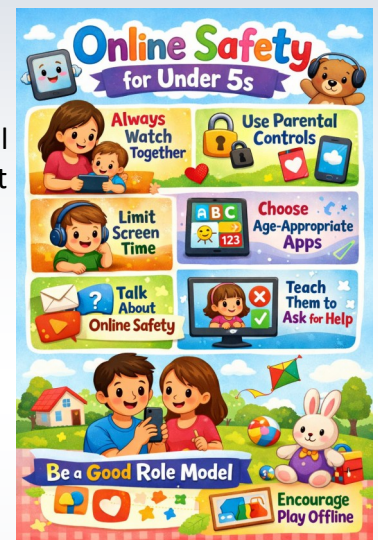 Online Safety
for Under 5s
Always
Watch
Together
Use Parental
Controls
Limit
Screen
Time
ABC
123
Choose
Age-Appropriate
Apps
?
Talk
About
Online Safety
Teach
Them to
Ask for Help
Be a Good Role Model
Encourage
Play Offline
l
t